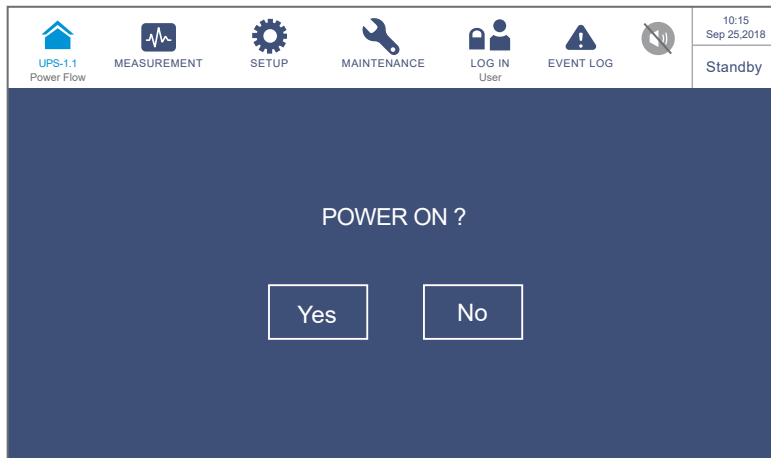 UPS-1.1
Power Flow
MEASUREMENT
SETUP
MAINTENANCE
LOG IN
User
EVENT LOG
10:15
Sep 25,2018
Standby
POWER ON ?
Yes
No